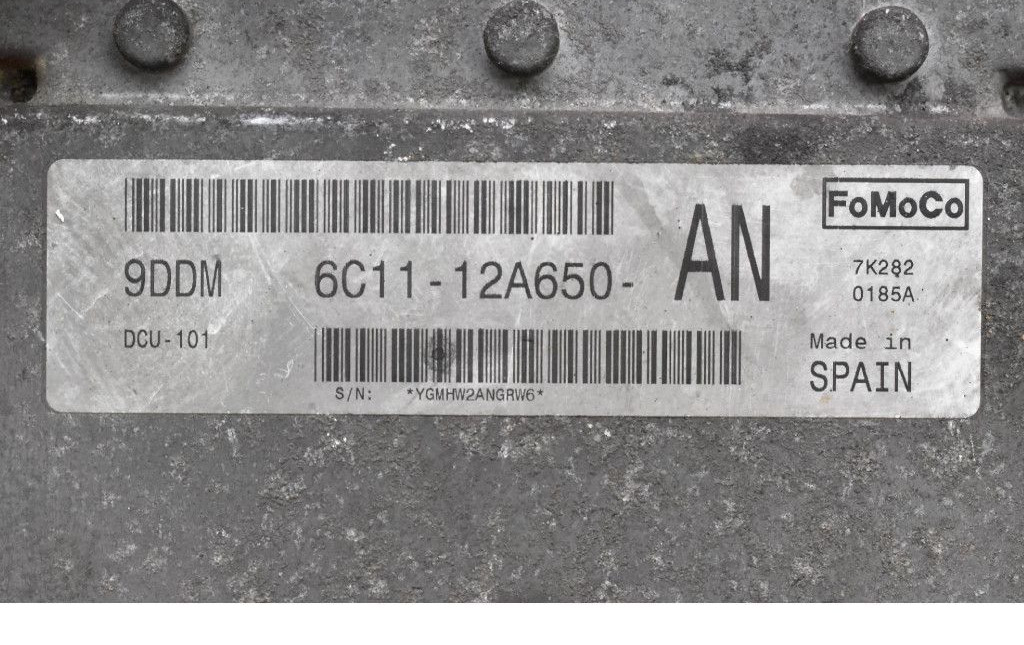 FoMoCo
9DDM 6C11-12A650- AN
7K282
0185A
DCU-101
Made in
SPAIN
S/N: *YGMHW2ANGRW6*